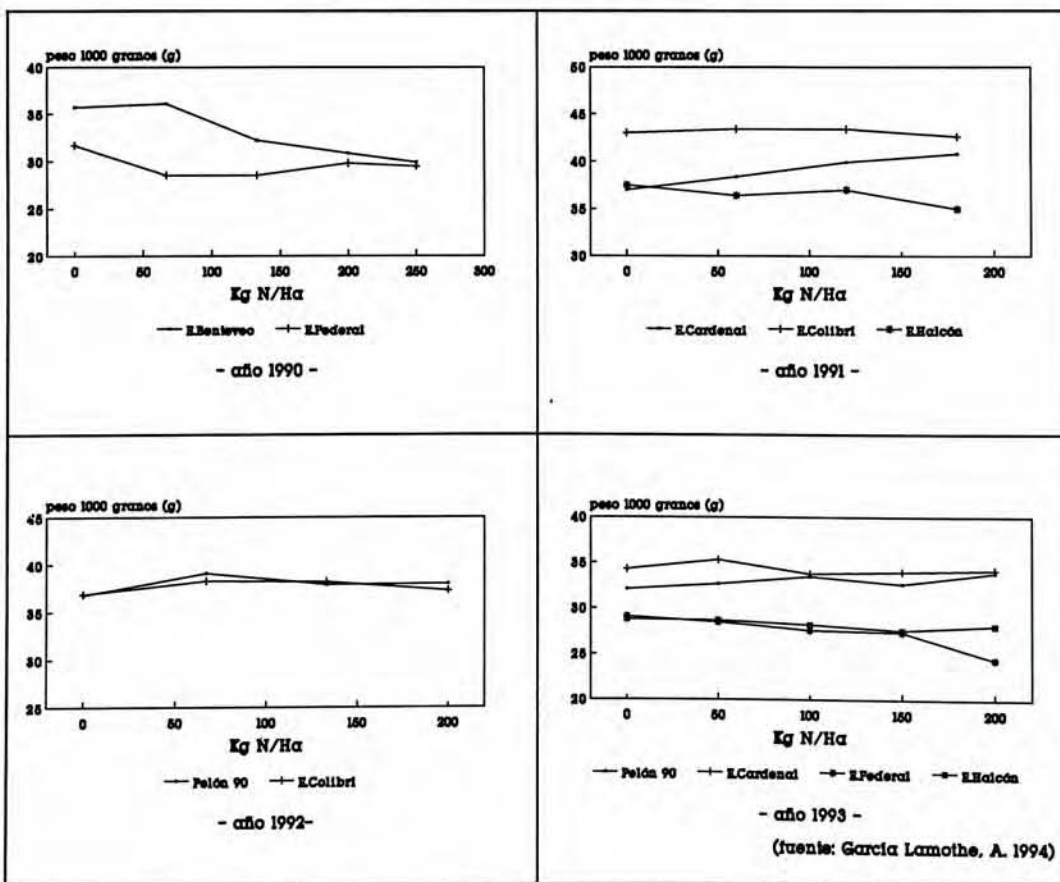 peso 1000 granos (g)
40
35
30
25
20
0 50 100 150 200 250 300
Kg N/Ha
E.Benteveo E.Federal
- año 1990 -
peso 1000 granos (g)
50
45
40
35
30
0 50 100 150 200
Kg N/Ha
E.Cardenal E.Colibrí E.Halcón
- año 1991 -
peso 1000 granos (g)
45
40
35
30
25
0 50 100 150 200
Kg N/Ha
Pelón 90 E.Colibrí
- año 1992-
peso 1000 granos (g)
40
35
30
25
20
0 50 100 150 200
Kg N/Ha
Pelón 90 E.Cardenal E.Federal E.Halcón
- año 1993 -
(fuente: García Lamothe, A. 1994)